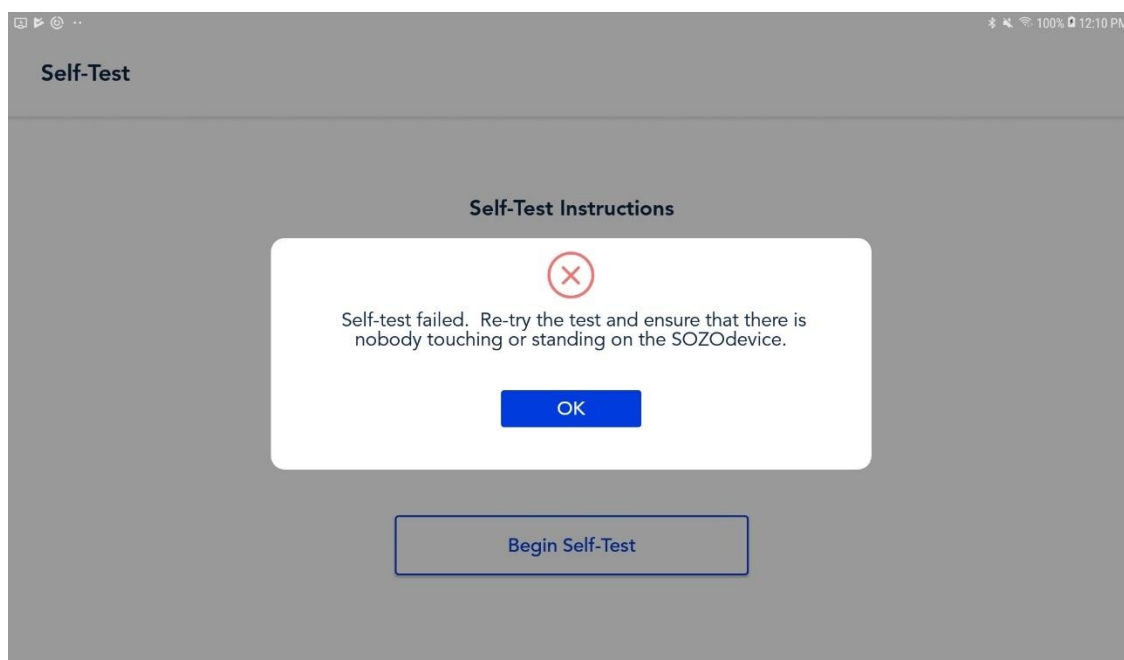 100% 12:10 PM
Self-Test
Self-Test Instructions
Self-test failed.  Re-try the test and ensure that there is
nobody touching or standing on the SOZOdevice.
OK
Begin Self-Test